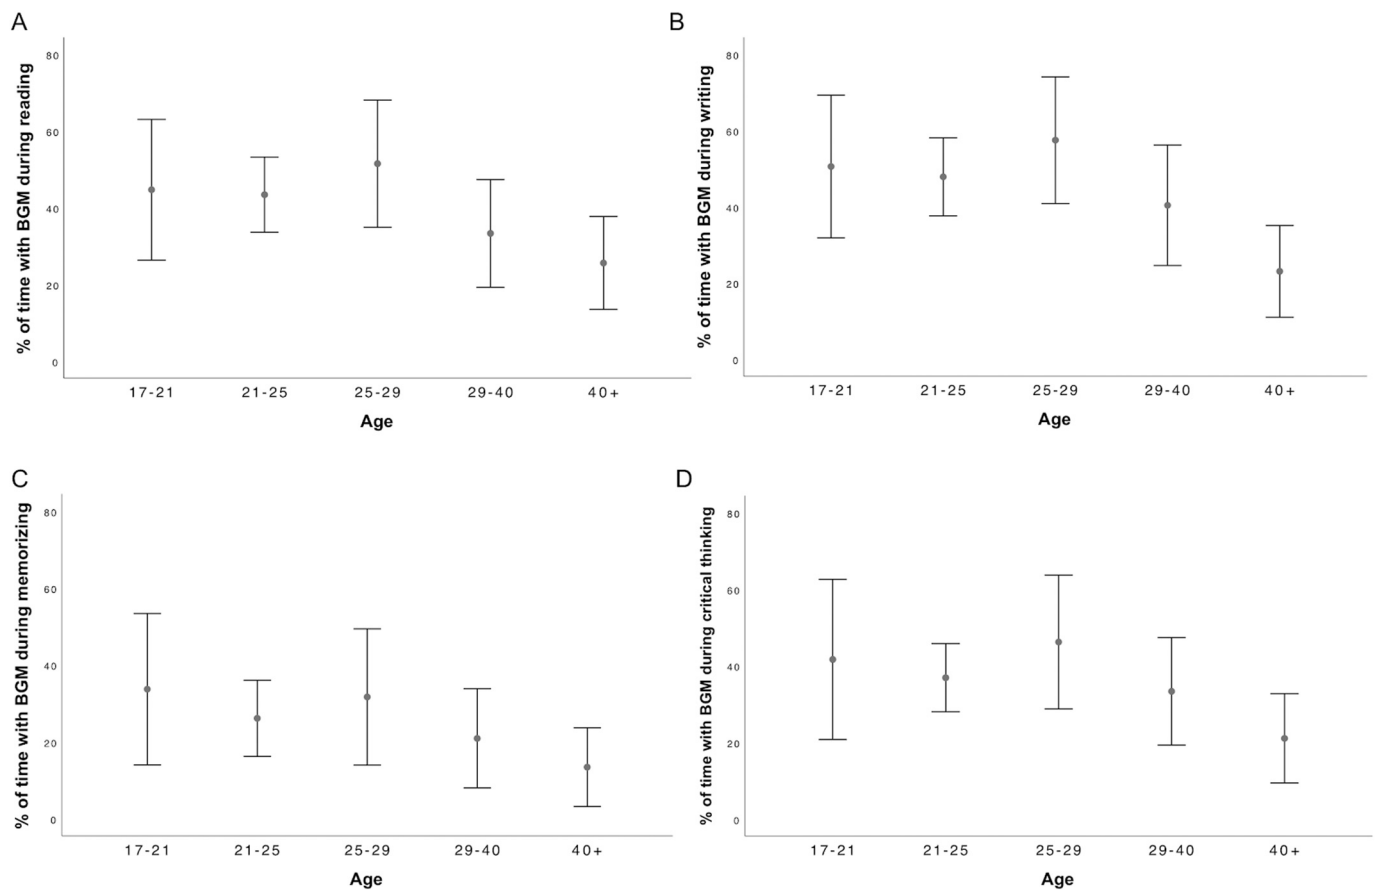 A
% of time with BGM during reading
80
60
40
20
0
17-21 21-25 25-29 29-40 40+
Age
B
% of time with BGM during writing
80
60
40
20
0
17-21 21-25 25-29 29-40 40+
Age
C
% of time with BGM during memorizing
80
60
40
20
0
17-21 21-25 25-29 29-40 40+
Age
D
% of time with BGM during critical thinking
80
60
40
20
0
17-21 21-25 25-29 29-40 40+
Age